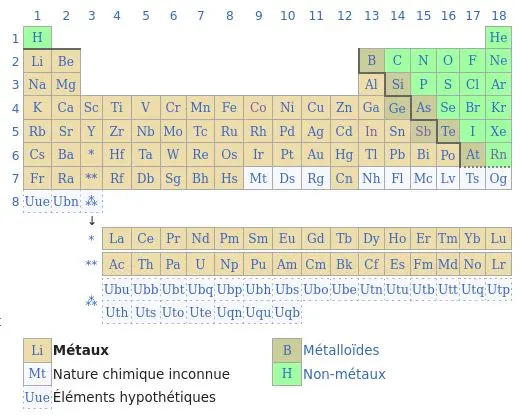 1 2 3 4 5 6 7 8 9 10 11 12 13 14 15 16 17 18
1 H He
2 Li Be B C N O F Ne
3 Na Mg Al Si P S Cl Ar
4 K Ca Sc Ti V Cr Mn Fe Co Ni Cu Zn Ga Ge As Se Br Kr
5 Rb Sr Y Zr Nb Mo Tc Ru Rh Pd Ag Cd In Sn Sb Te I Xe
6 Cs Ba * Hf Ta W Re Os Ir Pt Au Hg Tl Pb Bi Po At Rn
7 Fr Ra ** Rf Db Sg Bh Hs Mt Ds Rg Cn Nh Fl Mc Lv Ts Og
8 Uue Ubn ⁂
↓
* La Ce Pr Nd Pm Sm Eu Gd Tb Dy Ho Er Tm Yb Lu
** Ac Th Pa U Np Pu Am Cm Bk Cf Es Fm Md No Lr
⁂ Ubu Ubb Ubt Ubq Ubp Ubh Ubs Ubo Ube Utn Utu Utb Utt Utq Utp
Uth Uts Uto Ute Uqn Uqu Uqb
Li Métaux B Métalloïdes
Mt Nature chimique inconnue H Non-métaux
Uue Éléments hypothétiques